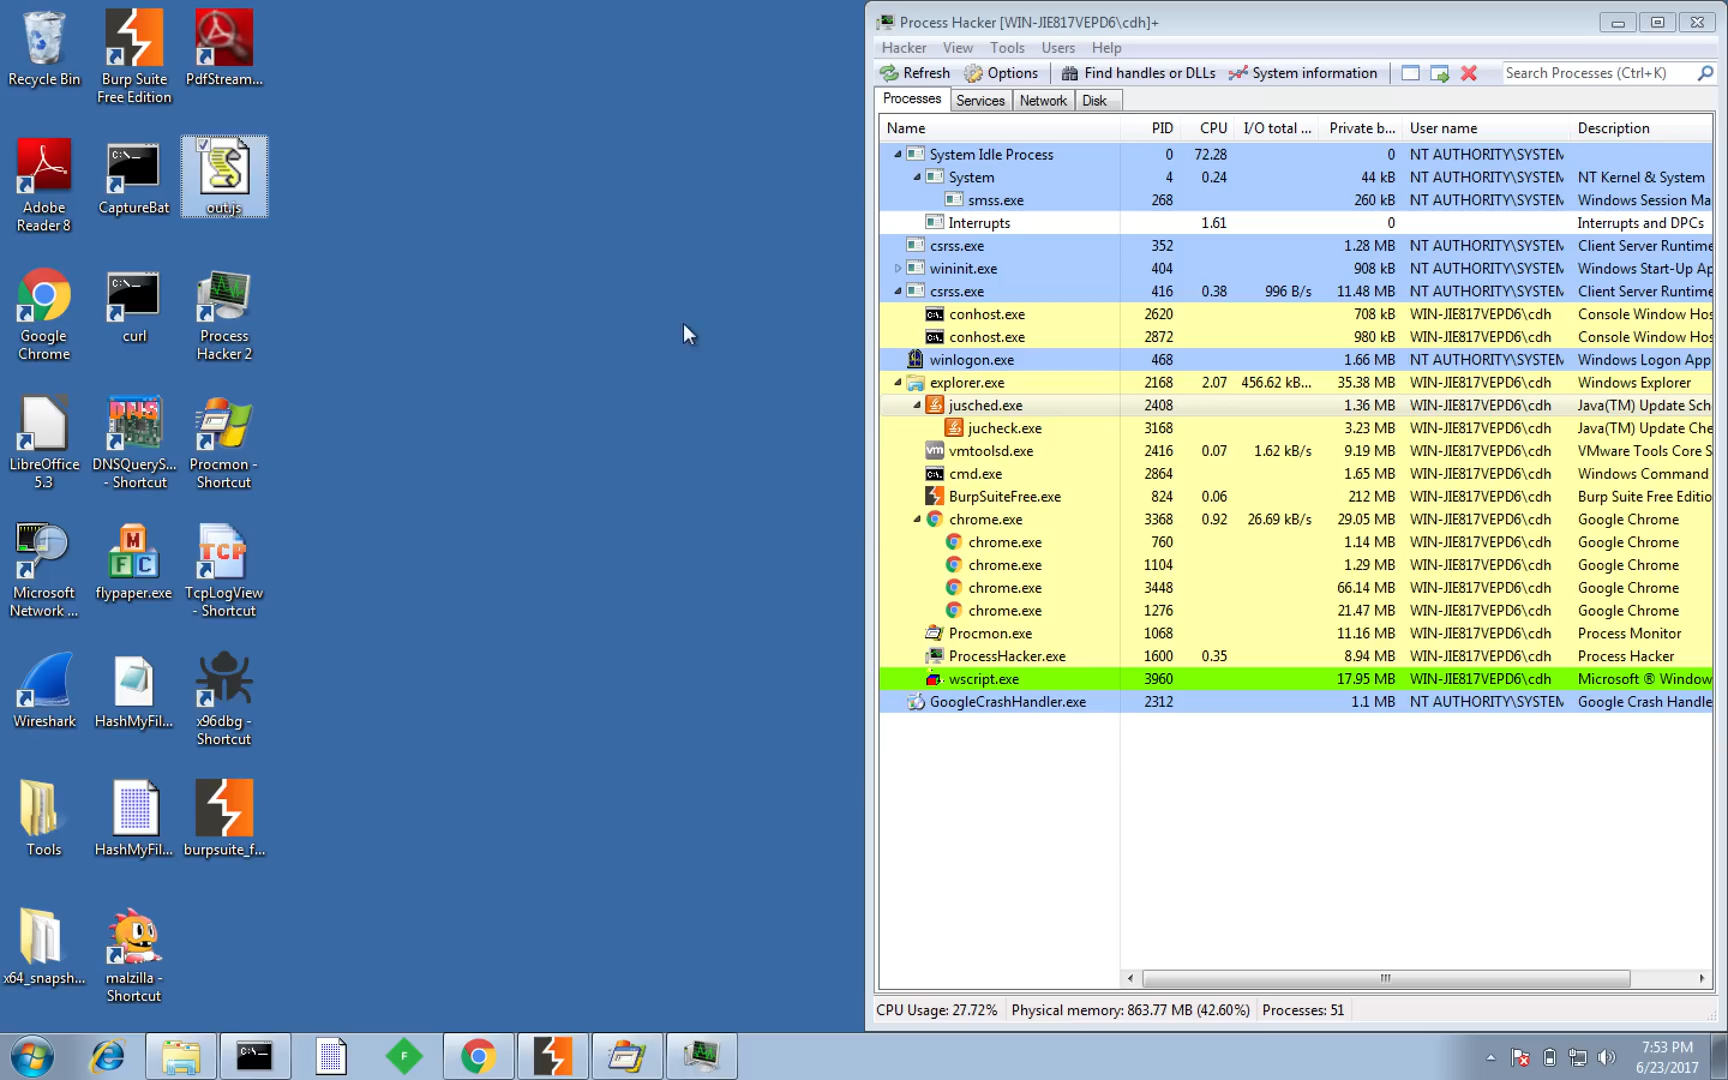 Recycle Bin
Burp Suite
Free Edition
PdfStream...
Adobe
Reader 8
CaptureBat
out.js
Google
Chrome
curl
Process
Hacker 2
LibreOffice
5.3
DNSQueryS...
- Shortcut
Procmon -
Shortcut
Microsoft
Network ...
flypaper.exe
TcpLogView
- Shortcut
Wireshark
HashMyFil...
x96dbg -
Shortcut
Tools
HashMyFil...
burpsuite_f...
x64_snapsh...
malzilla -
Shortcut
Process Hacker [WIN-JIE817VEPD6\cdh]+
Hacker View Tools Users Help
Refresh Options Find handles or DLLs System information Search Processes (Ctrl+K)
Processes Services Network Disk
Name PID CPU I/O total ... Private b... User name Description
System Idle Process 0 72.28 0 NT AUTHORITY\SYSTEM
System 4 0.24 44 kB NT AUTHORITY\SYSTEM NT Kernel & System
smss.exe 268 260 kB NT AUTHORITY\SYSTEM Windows Session Ma
Interrupts 1.61 0 Interrupts and DPCs
csrss.exe 352 1.28 MB NT AUTHORITY\SYSTEM Client Server Runtime
wininit.exe 404 908 kB NT AUTHORITY\SYSTEM Windows Start-Up Ap
csrss.exe 416 0.38 996 B/s 11.48 MB NT AUTHORITY\SYSTEM Client Server Runtime
conhost.exe 2620 708 kB WIN-JIE817VEPD6\cdh Console Window Hos
conhost.exe 2872 980 kB WIN-JIE817VEPD6\cdh Console Window Hos
winlogon.exe 468 1.66 MB NT AUTHORITY\SYSTEM Windows Logon App
explorer.exe 2168 2.07 456.62 kB... 35.38 MB WIN-JIE817VEPD6\cdh Windows Explorer
jusched.exe 2408 1.36 MB WIN-JIE817VEPD6\cdh Java(TM) Update Sch
jucheck.exe 3168 3.23 MB WIN-JIE817VEPD6\cdh Java(TM) Update Che
vmtoolsd.exe 2416 0.07 1.62 kB/s 9.19 MB WIN-JIE817VEPD6\cdh VMware Tools Core S
cmd.exe 2864 1.65 MB WIN-JIE817VEPD6\cdh Windows Command
BurpSuiteFree.exe 824 0.06 212 MB WIN-JIE817VEPD6\cdh Burp Suite Free Editio
chrome.exe 3368 0.92 26.69 kB/s 29.05 MB WIN-JIE817VEPD6\cdh Google Chrome
chrome.exe 760 1.14 MB WIN-JIE817VEPD6\cdh Google Chrome
chrome.exe 1104 1.29 MB WIN-JIE817VEPD6\cdh Google Chrome
chrome.exe 3448 66.14 MB WIN-JIE817VEPD6\cdh Google Chrome
chrome.exe 1276 21.47 MB WIN-JIE817VEPD6\cdh Google Chrome
Procmon.exe 1068 11.16 MB WIN-JIE817VEPD6\cdh Process Monitor
ProcessHacker.exe 1600 0.35 8.94 MB WIN-JIE817VEPD6\cdh Process Hacker
wscript.exe 3960 17.95 MB WIN-JIE817VEPD6\cdh Microsoft ® Window
GoogleCrashHandler.exe 2312 1.1 MB NT AUTHORITY\SYSTEM Google Crash Handle
CPU Usage: 27.72% Physical memory: 863.77 MB (42.60%) Processes: 51
7:53 PM
6/23/2017